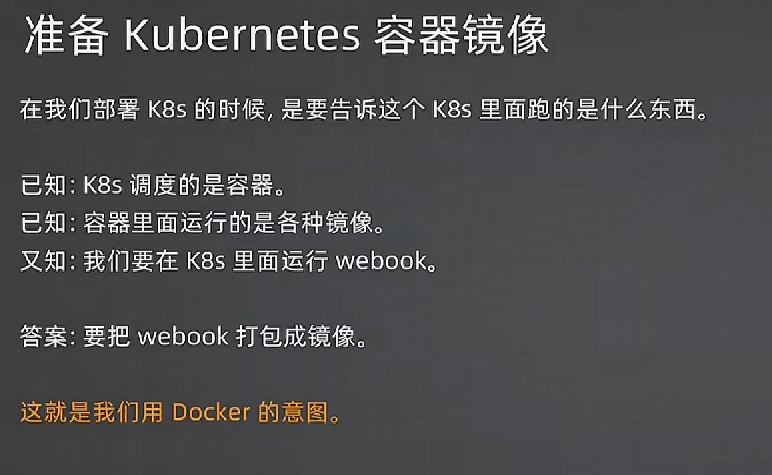 准备 Kubernetes 容器镜像
在我们部署 K8s 的时候, 是要告诉这个 K8s 里面跑的是什么东西。
已知: K8s 调度的是容器。
已知: 容器里面运行的是各种镜像。
又知: 我们要在 K8s 里面运行 webook。
答案: 要把 webook 打包成镜像。
这就是我们用 Docker 的意图。